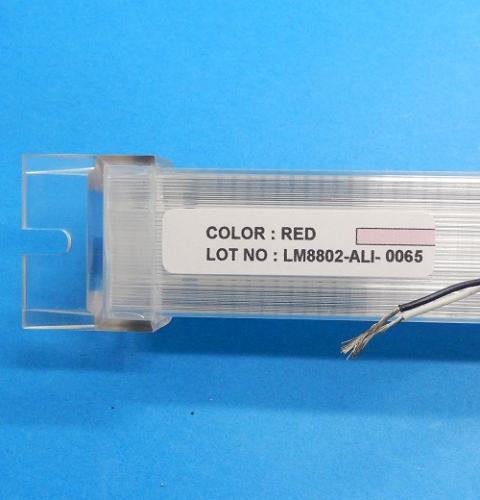 COLOR : RED
LOT NO : LM8802-ALI- 0065